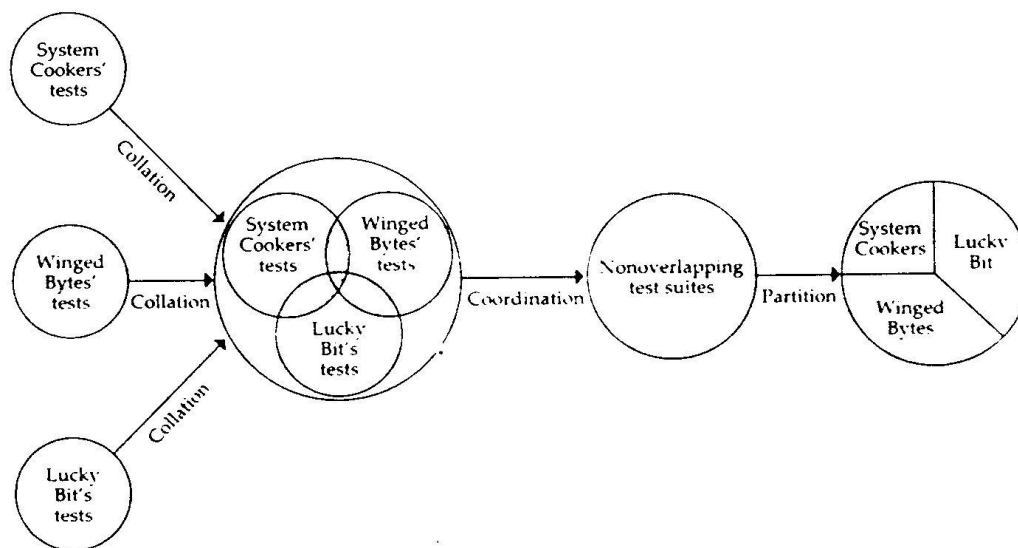 System
Cookers'
tests
Collation
Winged
Bytes'
tests
Collation
Lucky
Bit's
tests
Collation
System
Cookers'
tests
Winged
Bytes'
tests
Lucky
Bit's
tests
Coordination
Nonoverlapping
test suites
Partition
System
Cookers
Lucky
Bit
Winged
Bytes